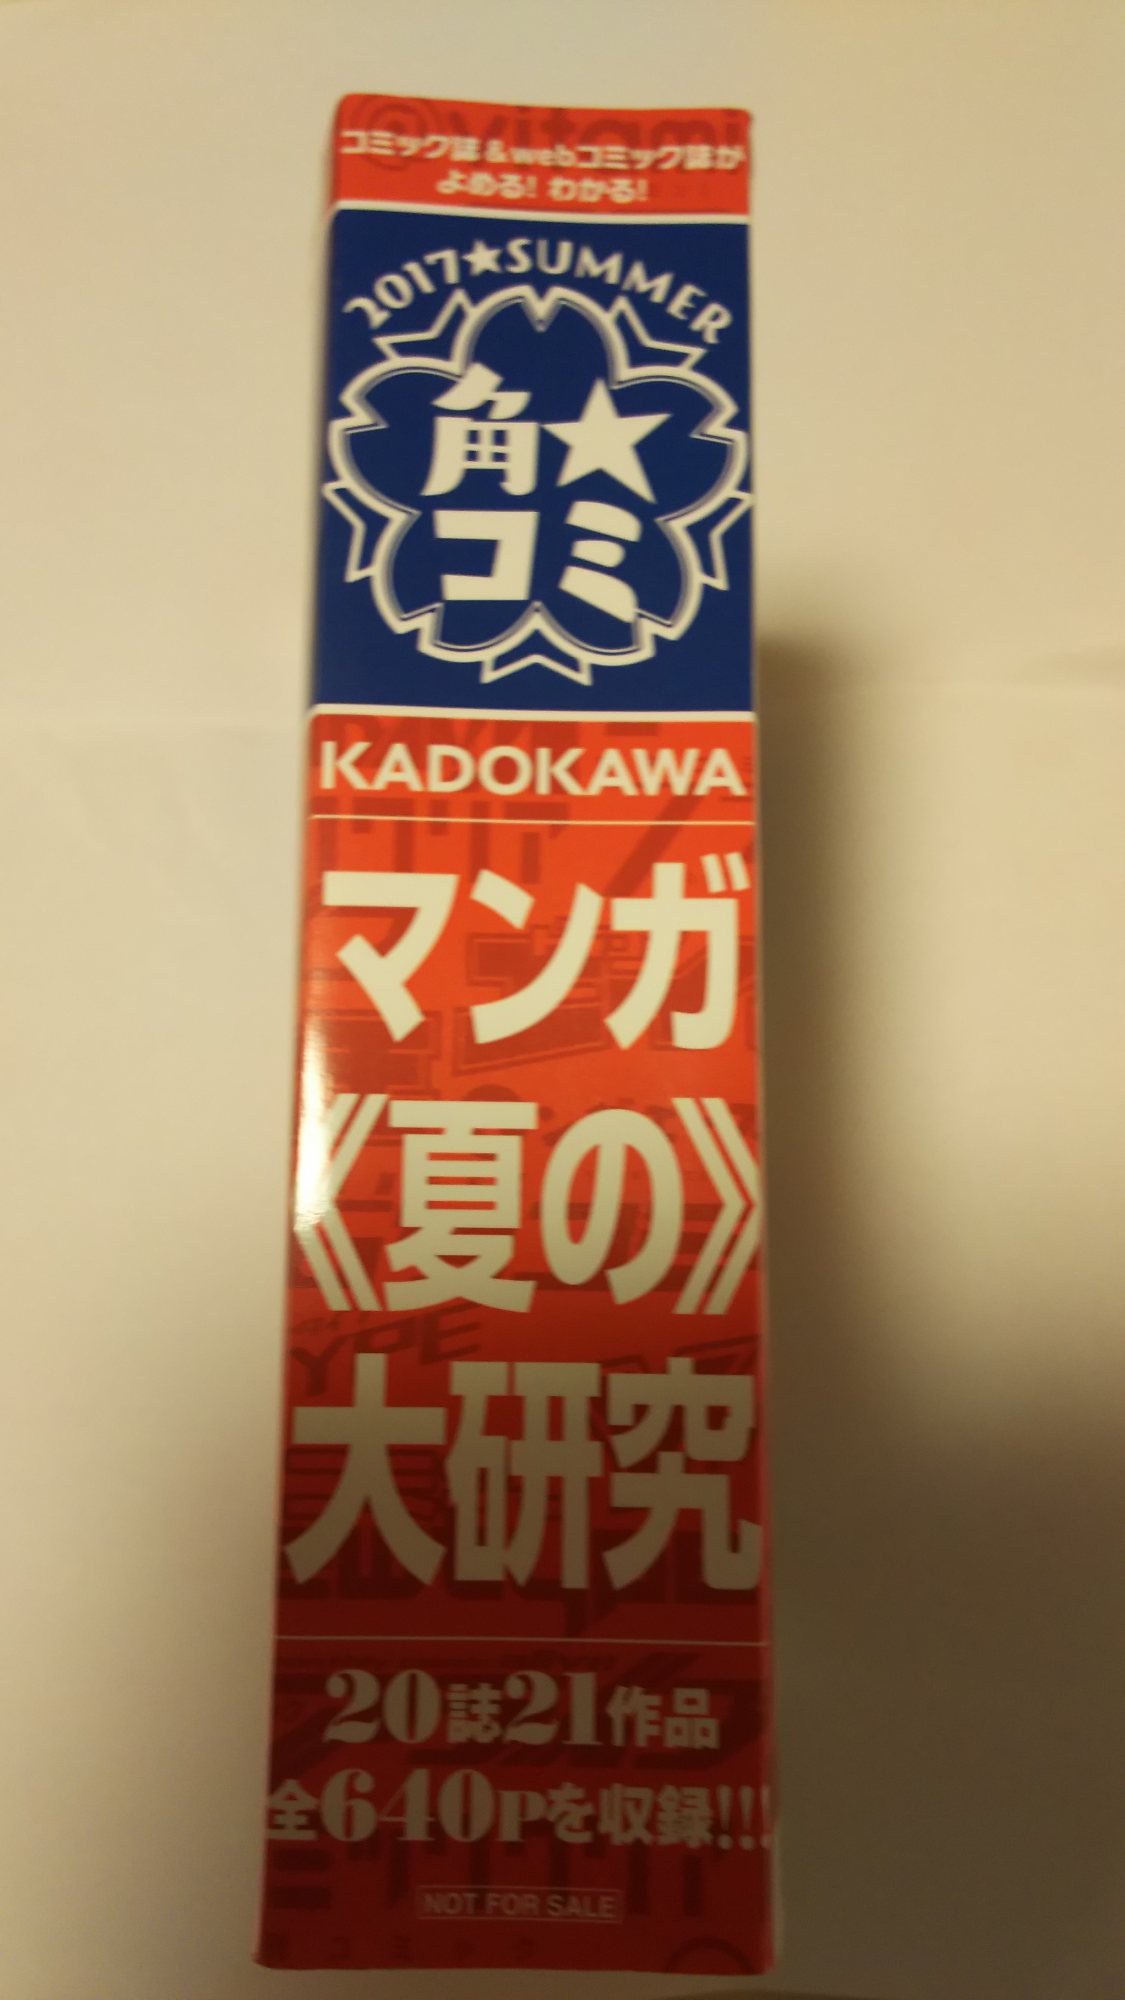 コミック誌&webコミック誌が
よめる! わかる!
2017★SUMMER
角★
コミ
KADOKAWA
マンガ
《夏の》
大研究
20誌21作品
全640Pを収録!!!
NOT FOR SALE